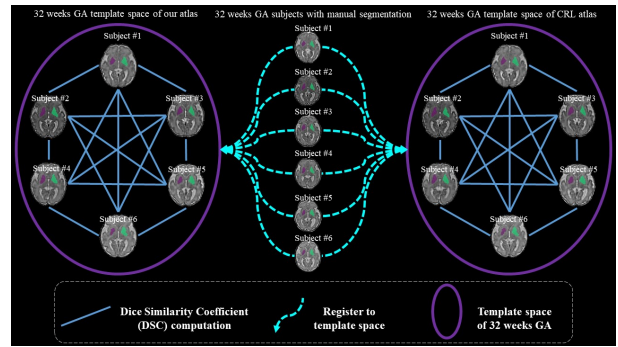 32 weeks GA template space of our atlas
32 weeks GA subjects with manual segmentation
32 weeks GA template space of CRL atlas
Subject #1
Subject #2
Subject #3
Subject #4
Subject #5
Subject #6
Subject #1
Subject #2
Subject #3
Subject #4
Subject #5
Subject #6
Subject #1
Subject #2
Subject #3
Subject #4
Subject #5
Subject #6
Dice Similarity Coefficient
(DSC) computation
Register to
template space
Template space
of 32 weeks GA